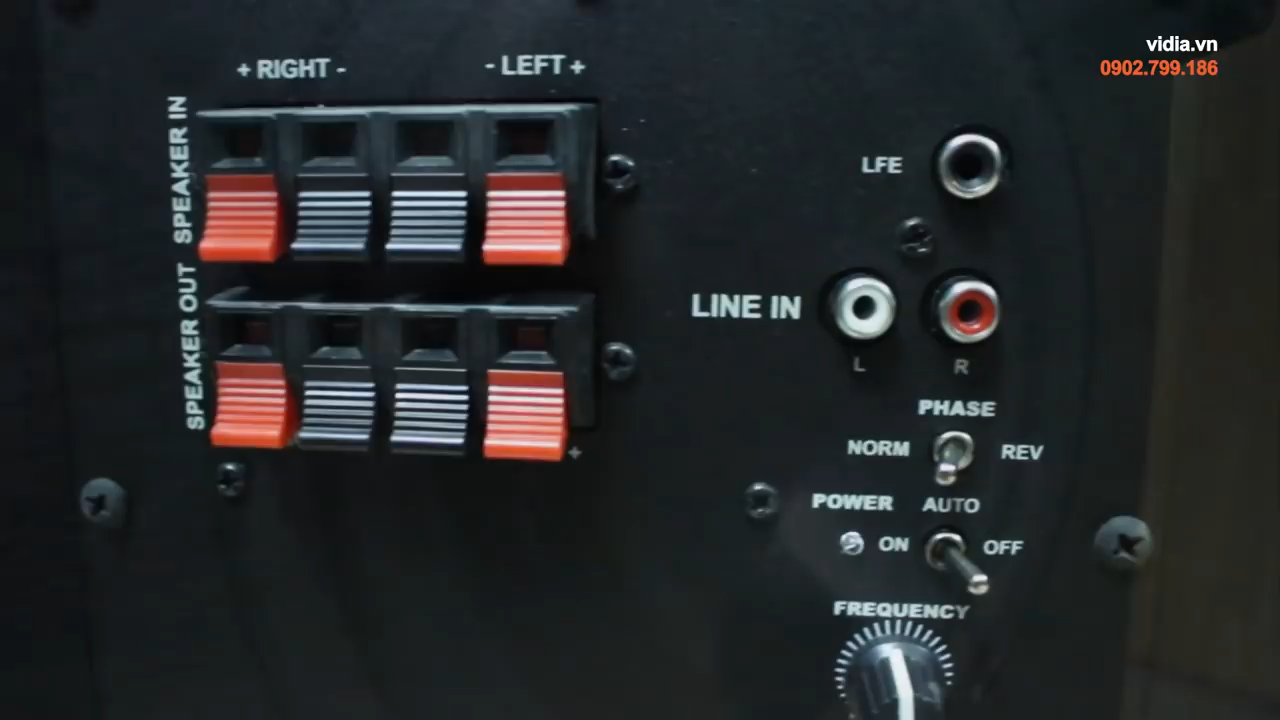 vidia.vn
0902.799.186
+ RIGHT -
- LEFT +
SPEAKER IN
SPEAKER OUT
+
LFE
LINE IN
L
R
PHASE
NORM
REV
POWER
AUTO
ON
OFF
FREQUENCY